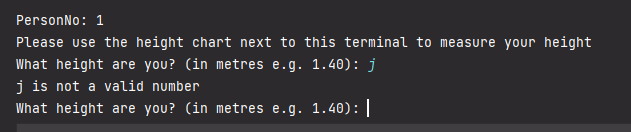 PersonNo: 1
Please use the height chart next to this terminal to measure your height
What height are you? (in metres e.g. 1.40): j
j is not a valid number
What height are you? (in metres e.g. 1.40):